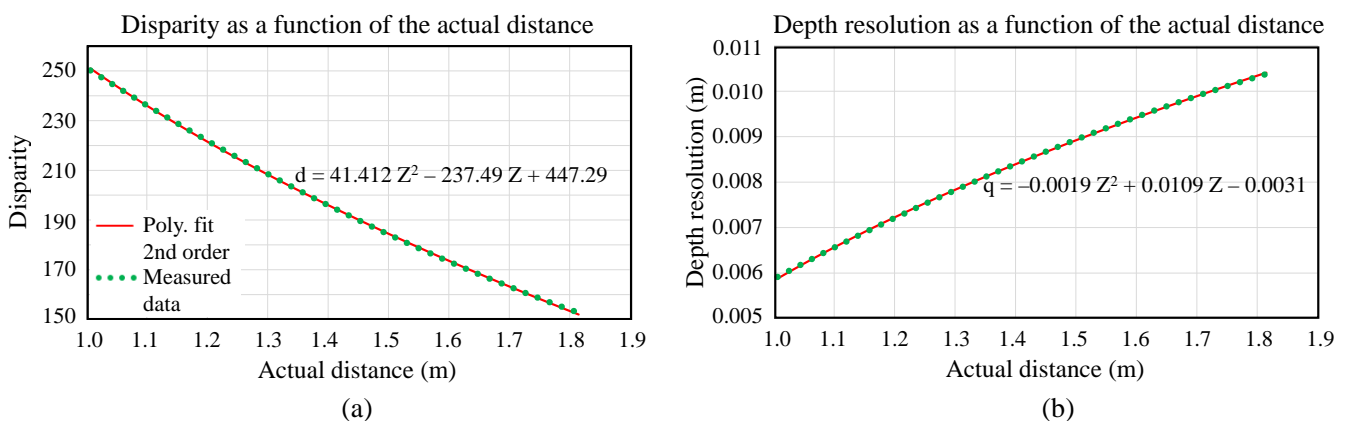 Disparity as a function of the actual distance
250
230
210
190
170
150
Disparity
d = 41.412 Z² – 237.49 Z + 447.29
Poly. fit
2nd order
Measured
data
1.0 1.1 1.2 1.3 1.4 1.5 1.6 1.7 1.8 1.9
Actual distance (m)
(a)
Depth resolution as a function of the actual distance
0.011
0.010
0.009
0.008
0.007
0.006
0.005
Depth resolution (m)
q = –0.0019 Z² + 0.0109 Z – 0.0031
1.0 1.1 1.2 1.3 1.4 1.5 1.6 1.7 1.8 1.9
Actual distance (m)
(b)